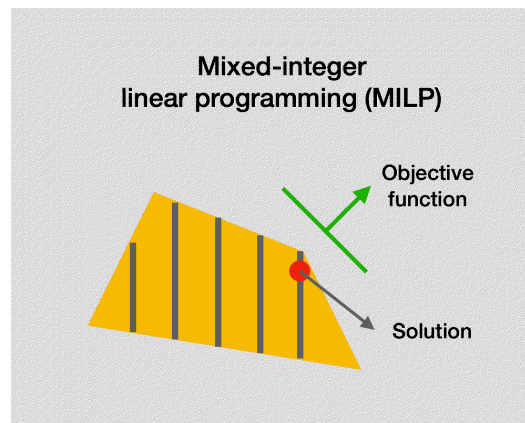 Mixed-integer
linear programming (MILP)
Objective
function
Solution